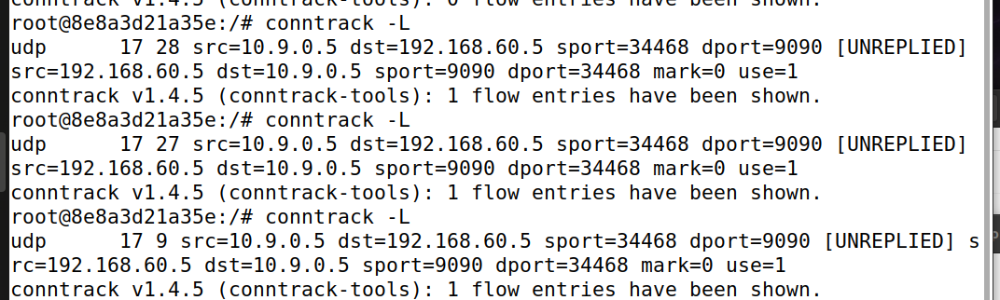 conntrack v1.4.5 (conntrack-tools): 0 flow entries have been shown.
root@8e8a3d21a35e:/# conntrack -L
udp      17 28 src=10.9.0.5 dst=192.168.60.5 sport=34468 dport=9090 [UNREPLIED]
src=192.168.60.5 dst=10.9.0.5 sport=9090 dport=34468 mark=0 use=1
conntrack v1.4.5 (conntrack-tools): 1 flow entries have been shown.
root@8e8a3d21a35e:/# conntrack -L
udp      17 27 src=10.9.0.5 dst=192.168.60.5 sport=34468 dport=9090 [UNREPLIED]
src=192.168.60.5 dst=10.9.0.5 sport=9090 dport=34468 mark=0 use=1
conntrack v1.4.5 (conntrack-tools): 1 flow entries have been shown.
root@8e8a3d21a35e:/# conntrack -L
udp      17 9 src=10.9.0.5 dst=192.168.60.5 sport=34468 dport=9090 [UNREPLIED] s
rc=192.168.60.5 dst=10.9.0.5 sport=9090 dport=34468 mark=0 use=1
conntrack v1.4.5 (conntrack-tools): 1 flow entries have been shown.